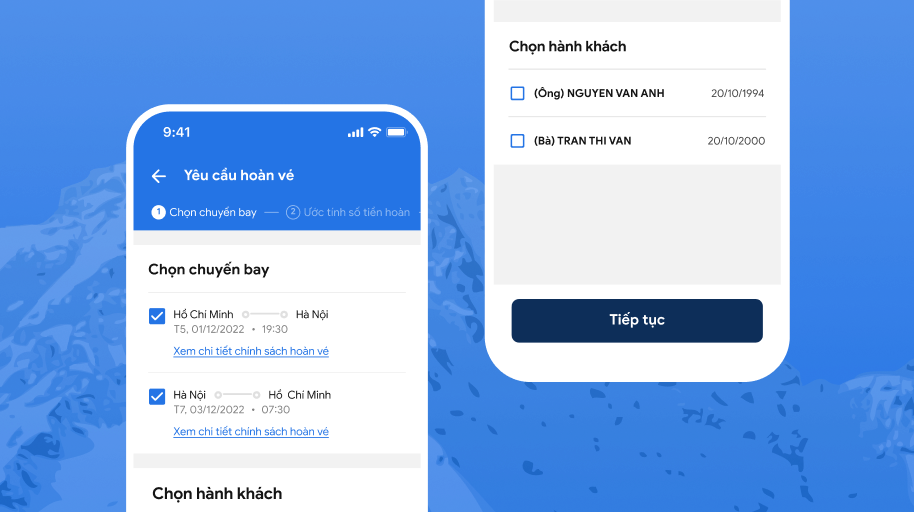 9:41
Yêu cầu hoàn vé
1 Chọn chuyến bay
2 Ước tính số tiền hoàn
Chọn chuyến bay
Hồ Chí Minh Hà Nội
T5, 01/12/2022 • 19:30
Xem chi tiết chính sách hoàn vé
Hà Nội Hồ Chí Minh
T7, 03/12/2022 • 07:30
Xem chi tiết chính sách hoàn vé
Chọn hành khách
Chọn hành khách
(Ông) NGUYEN VAN ANH 20/10/1994
(Bà) TRAN THI VAN 20/10/2000
Tiếp tục